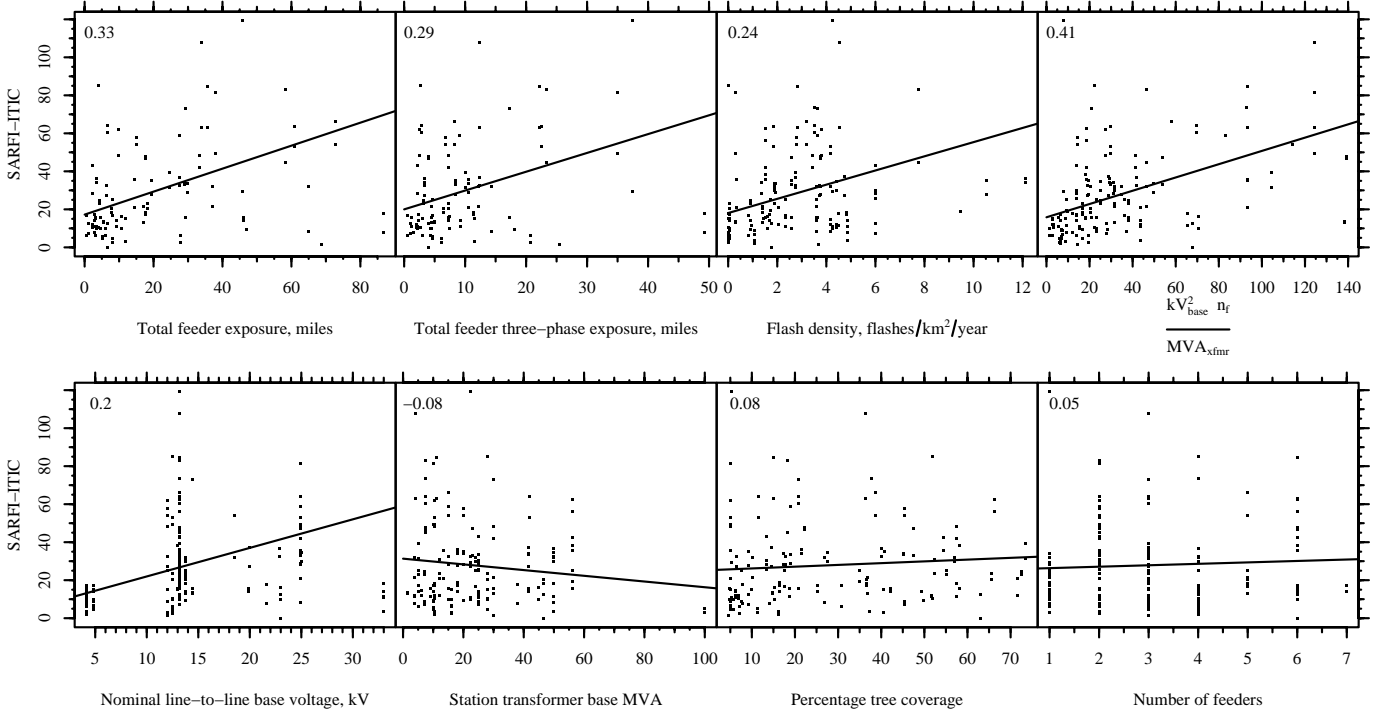 0.33 0.29 0.24 0.41
SARFI−ITIC
0 20 40 60 80 100
0 20 40 60 80
0 10 20 30 40 50
0 2 4 6 8 10 12
0 20 40 60 80 100 120 140
Total feeder exposure, miles
Total feeder three−phase exposure, miles
Flash density, flashes/km²/year
kV²base nf
MVAxfmr
0.2 −0.08 0.08 0.05
SARFI−ITIC
0 20 40 60 80 100
5 10 15 20 25 30
0 20 40 60 80 100
10 20 30 40 50 60 70
1 2 3 4 5 6 7
Nominal line−to−line base voltage, kV
Station transformer base MVA
Percentage tree coverage
Number of feeders